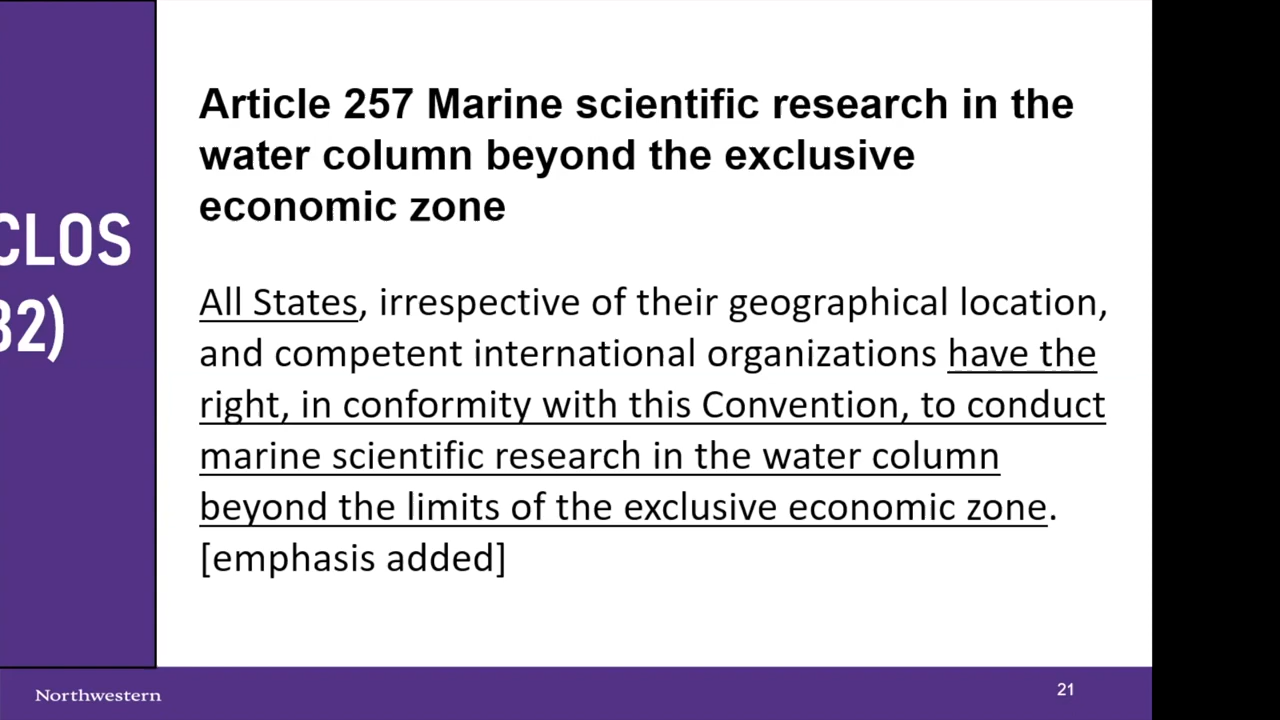 CLOS
32)
Article 257 Marine scientific research in the
water column beyond the exclusive
economic zone
All States, irrespective of their geographical location,
and competent international organizations have the
right, in conformity with this Convention, to conduct
marine scientific research in the water column
beyond the limits of the exclusive economic zone.
[emphasis added]
Northwestern
21